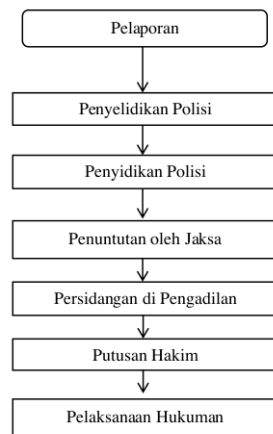 Pelaporan
Penyelidikan Polisi
Penyidikan Polisi
Penuntutan oleh Jaksa
Persidangan di Pengadilan
Putusan Hakim
Pelaksanaan Hukuman